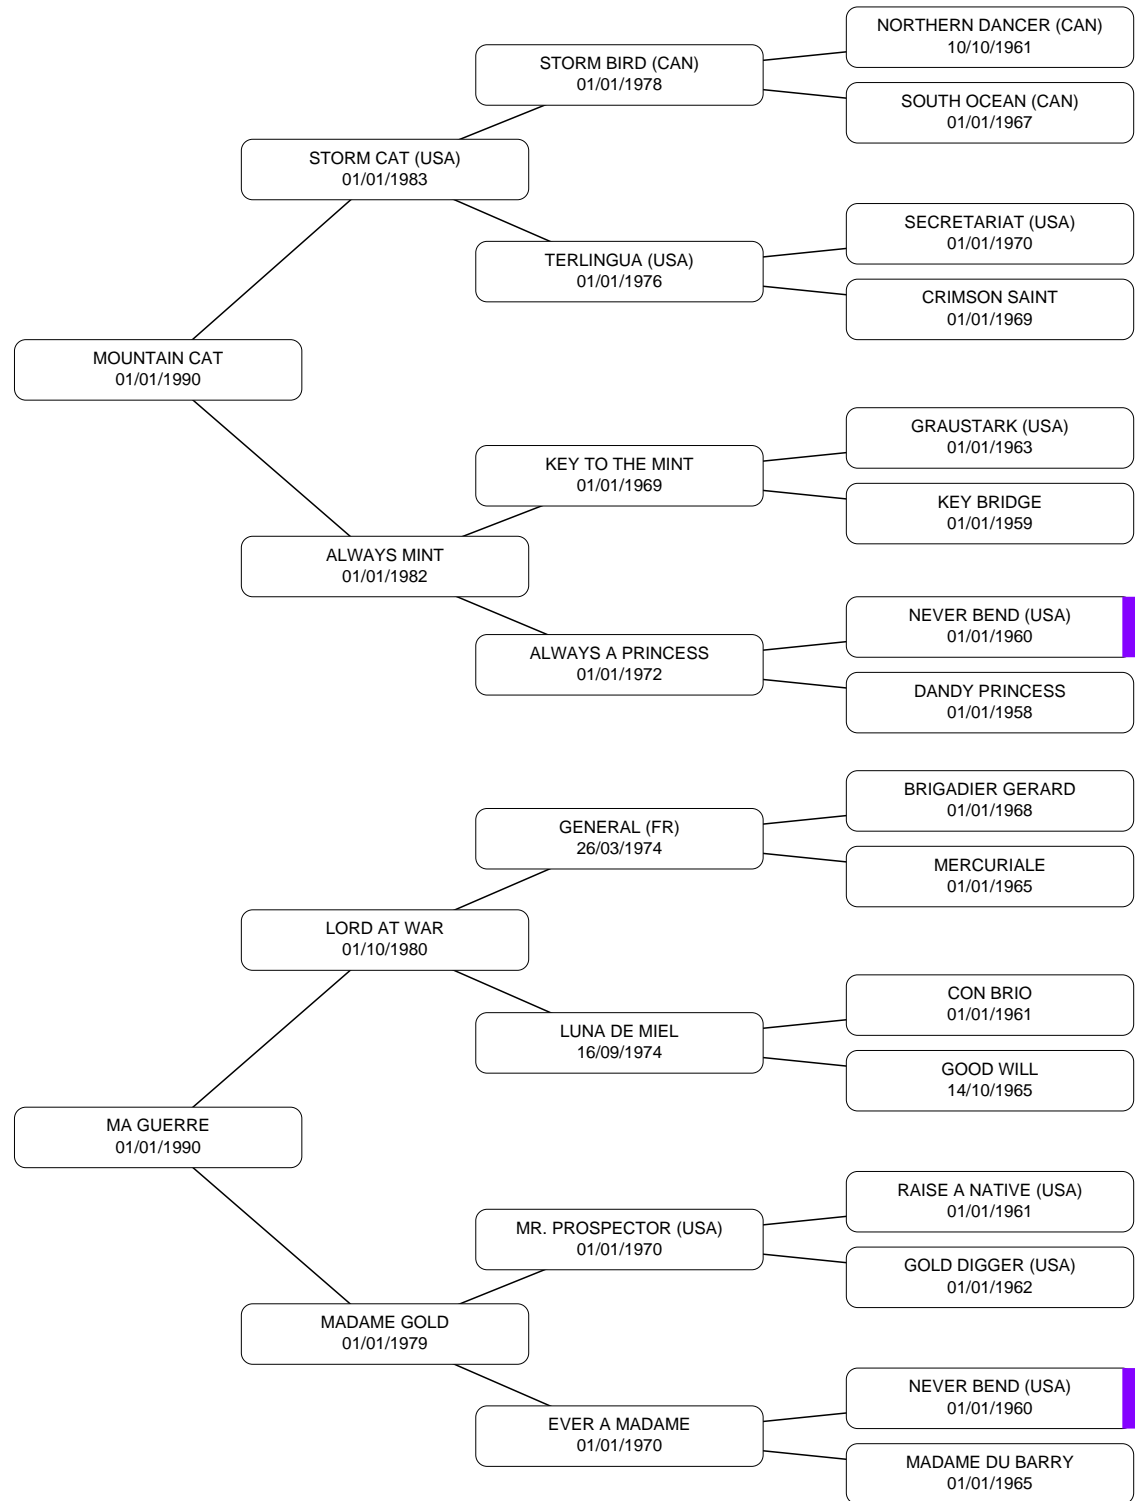 NORTHERN DANCER (CAN)
10/10/1961
STORM BIRD (CAN)
01/01/1978
SOUTH OCEAN (CAN)
01/01/1967
STORM CAT (USA)
01/01/1983
SECRETARIAT (USA)
01/01/1970
TERLINGUA (USA)
01/01/1976
CRIMSON SAINT
01/01/1969
MOUNTAIN CAT
01/01/1990
GRAUSTARK (USA)
01/01/1963
KEY TO THE MINT
01/01/1969
KEY BRIDGE
01/01/1959
ALWAYS MINT
01/01/1982
NEVER BEND (USA)
01/01/1960
ALWAYS A PRINCESS
01/01/1972
DANDY PRINCESS
01/01/1958
BRIGADIER GERARD
01/01/1968
GENERAL (FR)
26/03/1974
MERCURIALE
01/01/1965
LORD AT WAR
01/10/1980
CON BRIO
01/01/1961
LUNA DE MIEL
16/09/1974
GOOD WILL
14/10/1965
MA GUERRE
01/01/1990
RAISE A NATIVE (USA)
01/01/1961
MR. PROSPECTOR (USA)
01/01/1970
GOLD DIGGER (USA)
01/01/1962
MADAME GOLD
01/01/1979
NEVER BEND (USA)
01/01/1960
EVER A MADAME
01/01/1970
MADAME DU BARRY
01/01/1965